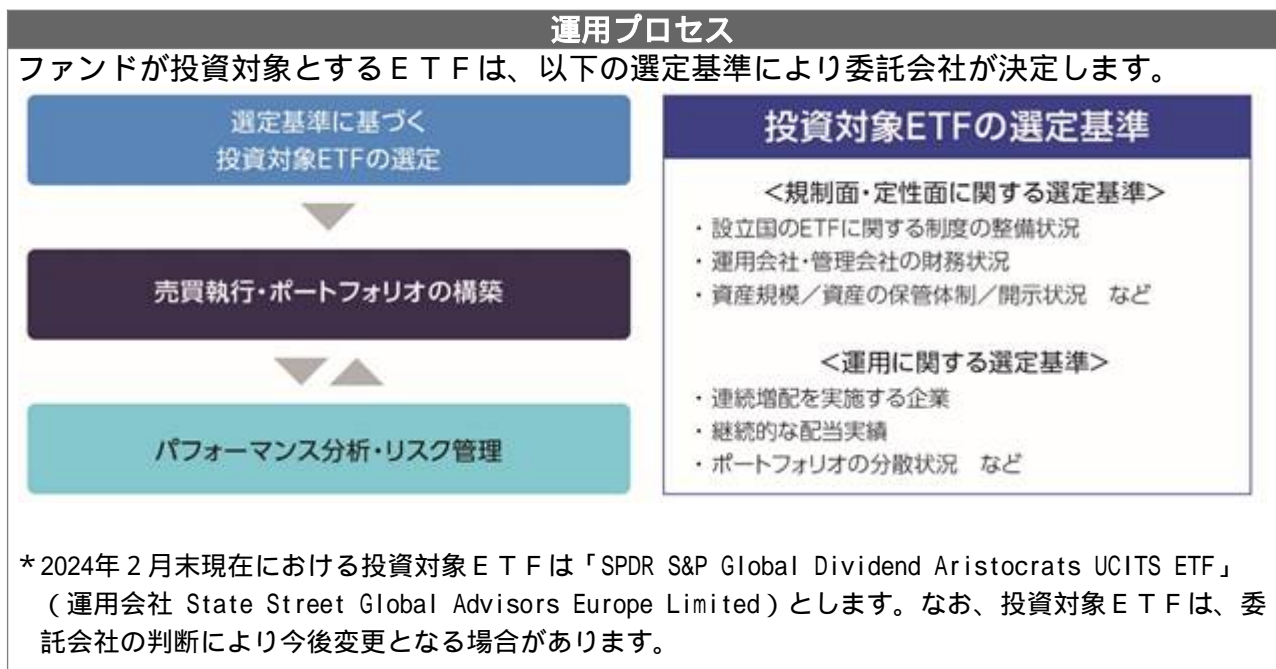 運用プロセス
ファンドが投資対象とするＥＴＦは、以下の選定基準により委託会社が決定します。
選定基準に基づく
投資対象ETFの選定
売買執行・ポートフォリオの構築
パフォーマンス分析・リスク管理
投資対象ETFの選定基準
＜規制面・定性面に関する選定基準＞
・設立国のETFに関する制度の整備状況
・運用会社・管理会社の財務状況
・資産規模／資産の保管体制／開示状況　など
＜運用に関する選定基準＞
・連続増配を実施する企業
・継続的な配当実績
・ポートフォリオの分散状況　など
＊2024年２月末現在における投資対象ＥＴＦは「SPDR S&P Global Dividend Aristocrats UCITS ETF」
（運用会社 State Street Global Advisors Europe Limited）とします。なお、投資対象ＥＴＦは、委
託会社の判断により今後変更となる場合があります。